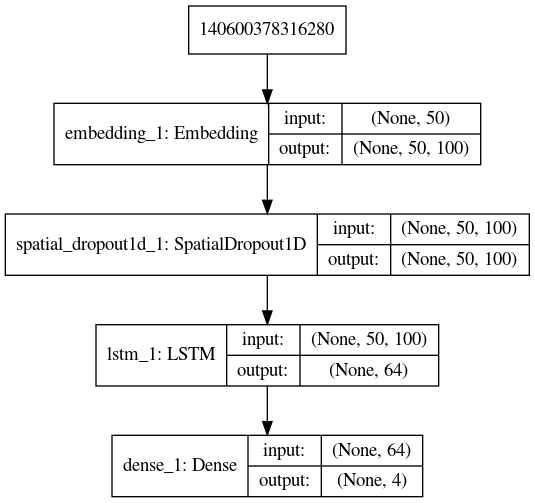 140600378316280
embedding_1: Embedding
input: (None, 50)
output: (None, 50, 100)
spatial_dropout1d_1: SpatialDropout1D
input: (None, 50, 100)
output: (None, 50, 100)
lstm_1: LSTM
input: (None, 50, 100)
output: (None, 64)
dense_1: Dense
input: (None, 64)
output: (None, 4)